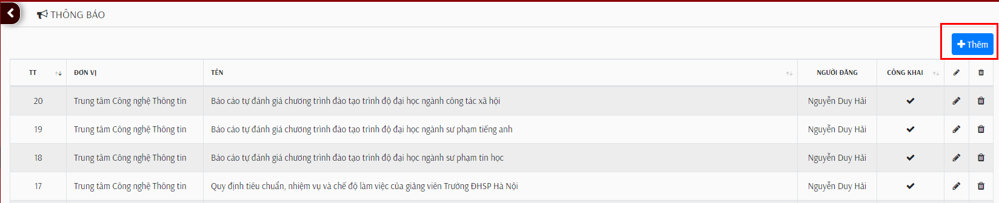 THÔNG BÁO
Thêm
TT ĐƠN VỊ TÊN NGƯỜI ĐĂNG CÔNG KHAI
20 Trung tâm Công nghệ Thông tin Báo cáo tự đánh giá chương trình đào tạo trình độ đại học ngành công tác xã hội Nguyễn Duy Hải
19 Trung tâm Công nghệ Thông tin Báo cáo tự đánh giá chương trình đào tạo trình độ đại học ngành sư phạm tiếng anh Nguyễn Duy Hải
18 Trung tâm Công nghệ Thông tin Báo cáo tự đánh giá chương trình đào tạo trình độ đại học ngành sư phạm tin học Nguyễn Duy Hải
17 Trung tâm Công nghệ Thông tin Quy định tiêu chuẩn, nhiệm vụ và chế độ làm việc của giảng viên Trường ĐHSP Hà Nội Nguyễn Duy Hải